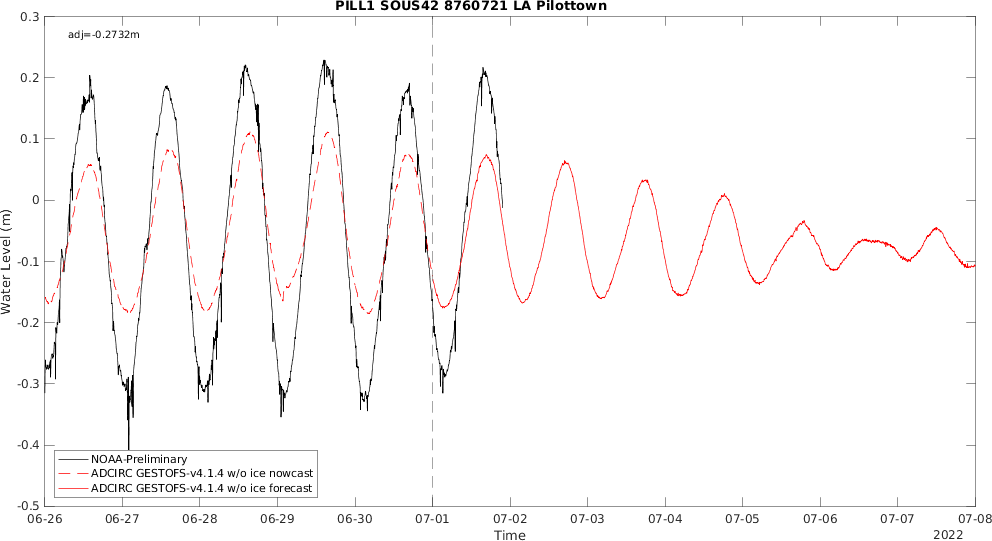 PILL1 SOUS42 8760721 LA Pilottown
adj=-0.2732m
0.3
0.2
0.1
0
-0.1
-0.2
-0.3
-0.4
-0.5
Water Level (m)
NOAA-Preliminary
ADCIRC GESTOFS-v4.1.4 w/o ice nowcast
ADCIRC GESTOFS-v4.1.4 w/o ice forecast
06-26 06-27 06-28 06-29 06-30 07-01 07-02 07-03 07-04 07-05 07-06 07-07 07-08
Time
2022